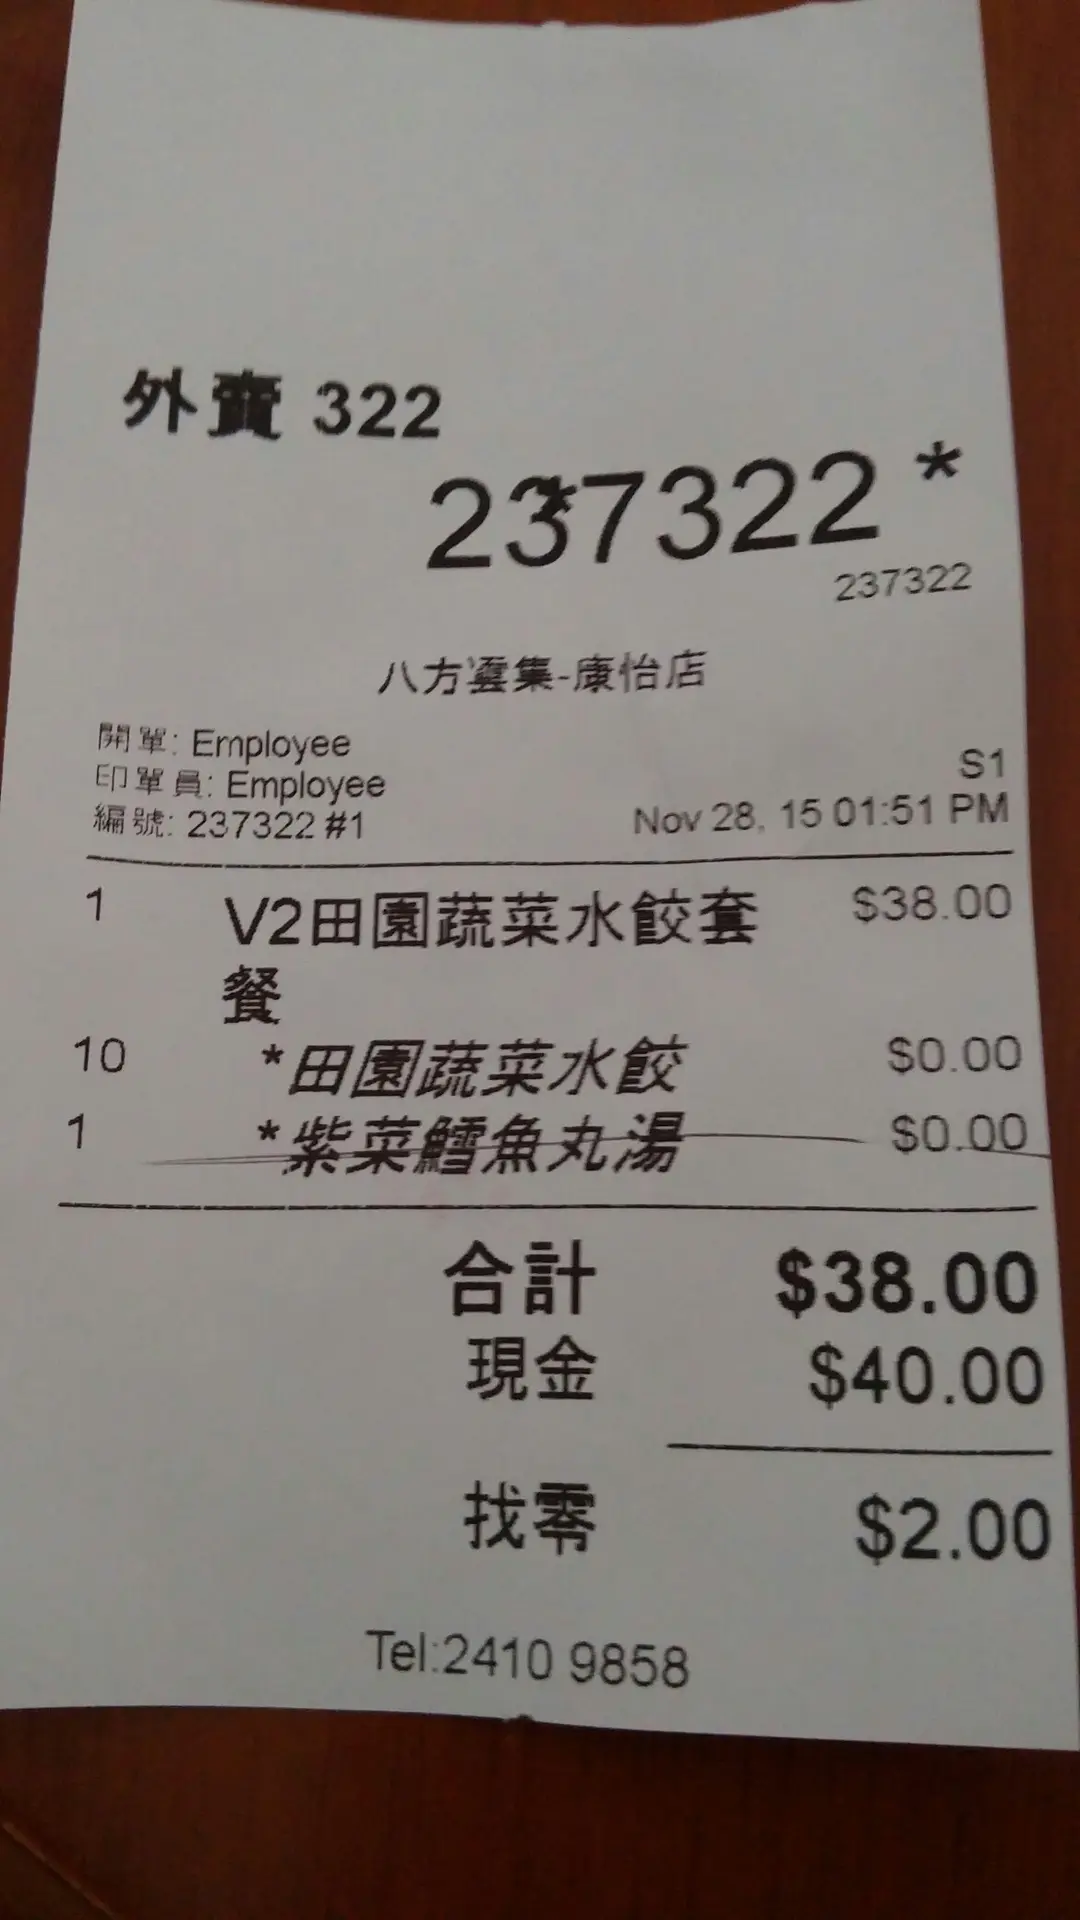 外賣 322
* 237322 *
237322
八方雲集-康怡店
開單: Employee
印單員: Employee
S1
編號: 237322 #1
Nov 28, 15 01:51 PM
1 V2田園蔬菜水餃套 $38.00
餐
10 *田園蔬菜水餃 $0.00
1 *紫菜鱈魚丸湯 $0.00
合計 $38.00
現金 $40.00
找零 $2.00
Tel:2410 9858